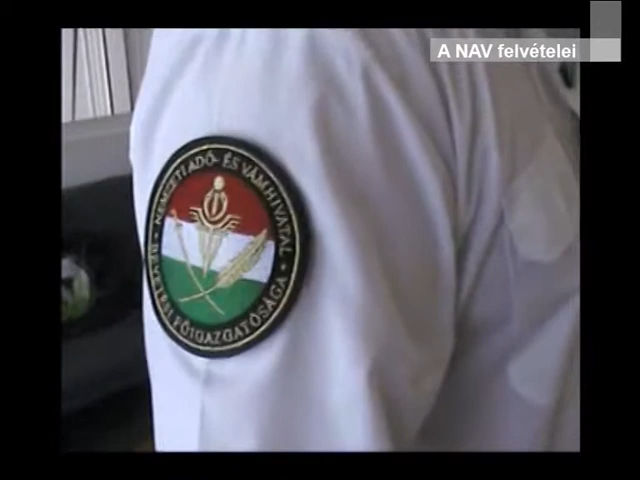 A NAV felvételei
NEMZETI ADÓ- ÉS VÁMHIVATAL
BEVETÉSI FŐIGAZGATÓSÁGA